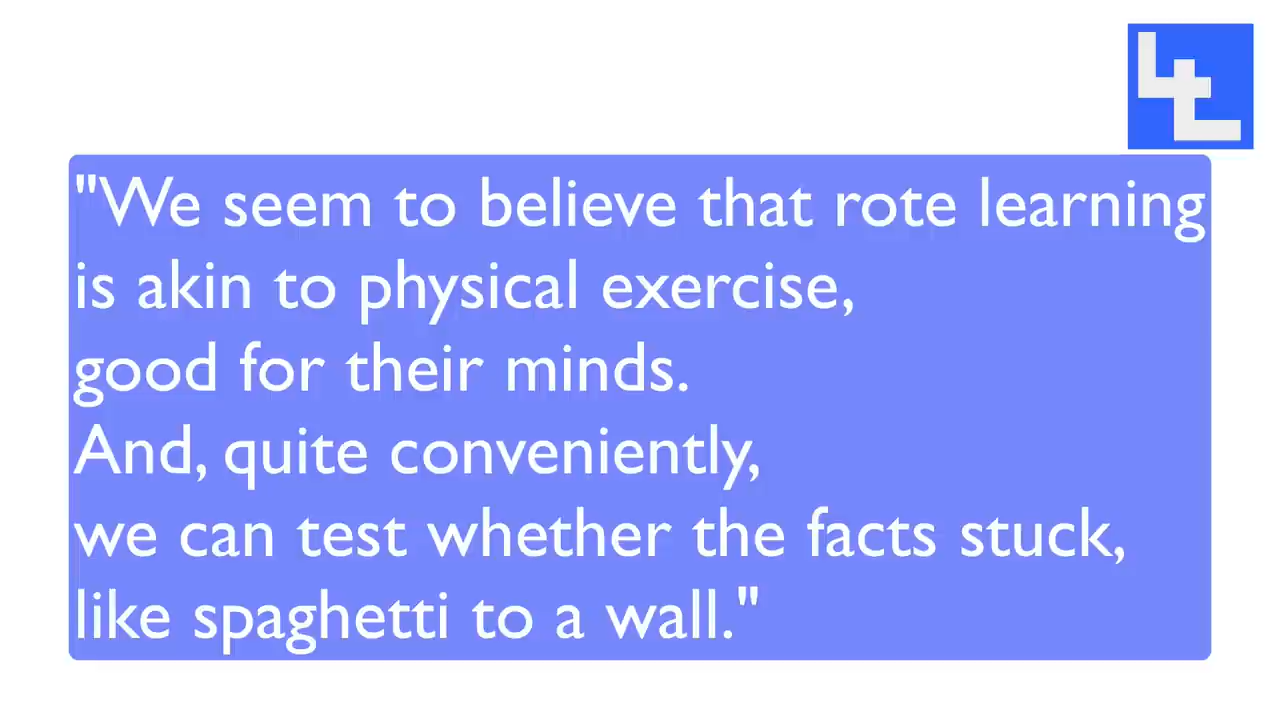 "We seem to believe that rote learning
is akin to physical exercise,
good for their minds.
And, quite conveniently,
we can test whether the facts stuck,
like spaghetti to a wall."